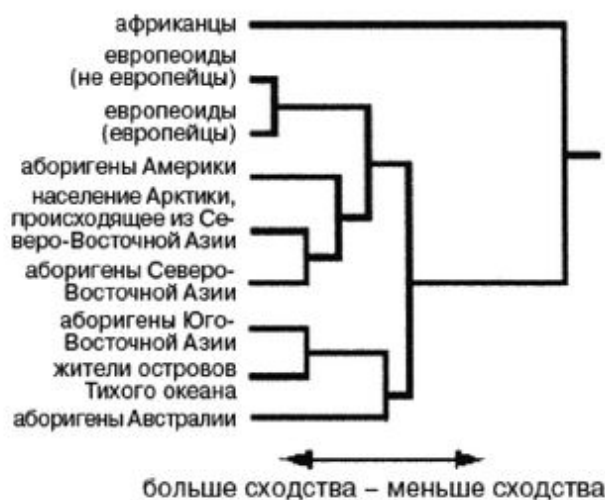 африканцы
европеоиды
(не европейцы)
европеоиды
(европейцы)
аборигены Америки
население Арктики,
происходящее из Се-
веро-Восточной Азии
аборигены Северо-
Восточной Азии
аборигены Юго-
Восточной Азии
жители островов
Тихого океана
аборигены Австралии
больше сходства – меньше сходства